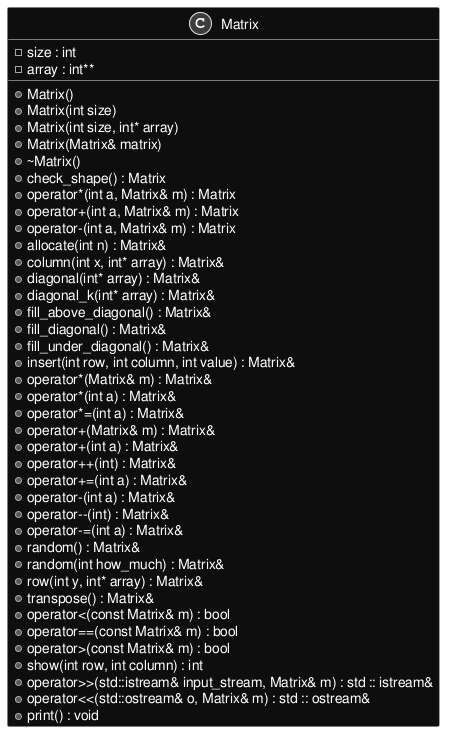 C Matrix
size : int
array : int**
Matrix()
Matrix(int size)
Matrix(int size, int* array)
Matrix(Matrix& matrix)
~Matrix()
check_shape() : Matrix
operator*(int a, Matrix& m) : Matrix
operator+(int a, Matrix& m) : Matrix
operator-(int a, Matrix& m) : Matrix
allocate(int n) : Matrix&
column(int x, int* array) : Matrix&
diagonal(int* array) : Matrix&
diagonal_k(int* array) : Matrix&
fill_above_diagonal() : Matrix&
fill_diagonal() : Matrix&
fill_under_diagonal() : Matrix&
insert(int row, int column, int value) : Matrix&
operator*(Matrix& m) : Matrix&
operator*(int a) : Matrix&
operator*=(int a) : Matrix&
operator+(Matrix& m) : Matrix&
operator+(int a) : Matrix&
operator++(int) : Matrix&
operator+=(int a) : Matrix&
operator-(int a) : Matrix&
operator--(int) : Matrix&
operator-=(int a) : Matrix&
random() : Matrix&
random(int how_much) : Matrix&
row(int y, int* array) : Matrix&
transpose() : Matrix&
operator<(const Matrix& m) : bool
operator==(const Matrix& m) : bool
operator>(const Matrix& m) : bool
show(int row, int column) : int
operator>>(std::istream& input_stream, Matrix& m) : std :: istream&
operator<<(std::ostream& o, Matrix& m) : std :: ostream&
print() : void